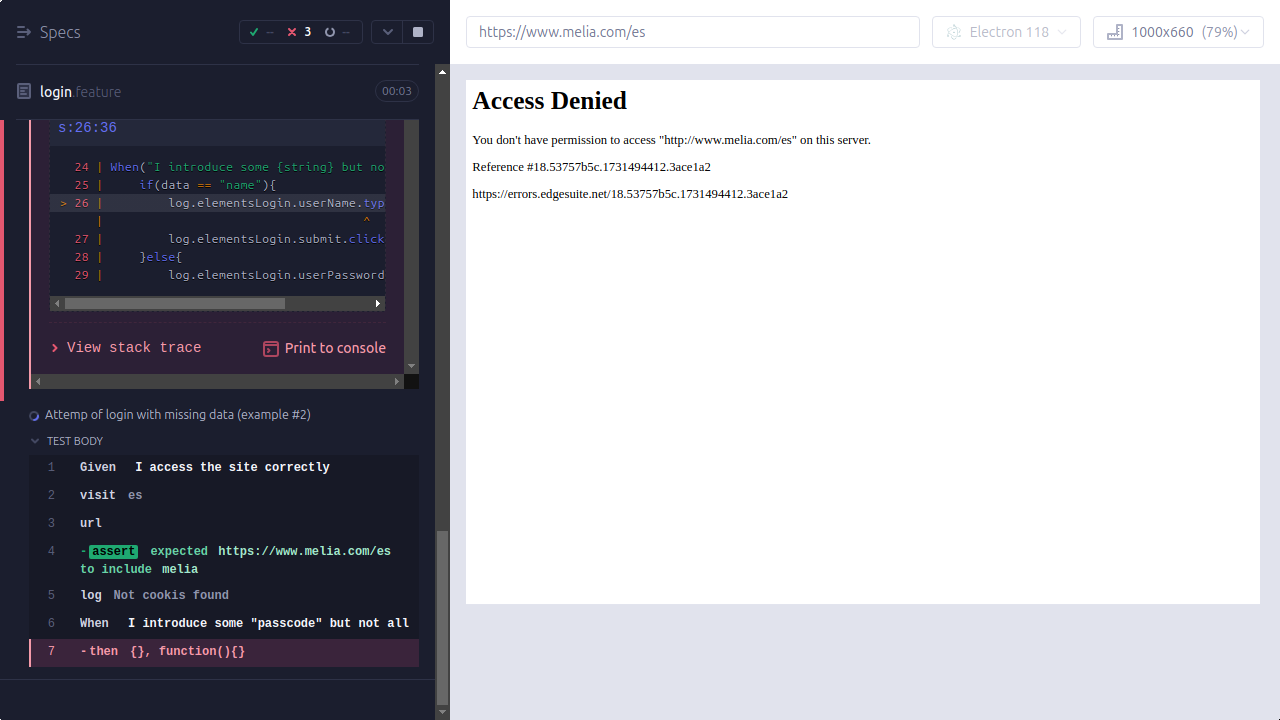 Specs
-- 3 --
login.feature
00:03
s:26:36
24 | When("I introduce some {string} but no
25 | if(data == "name"){
> 26 | log.elementsLogin.userName.typ
| ^
27 | log.elementsLogin.submit.click
28 | }else{
29 | log.elementsLogin.userPassword
View stack trace
Print to console
Attemp of login with missing data (example #2)
TEST BODY
1 Given I access the site correctly
2 visit es
3 url
4 -assert expected https://www.melia.com/es
to include melia
5 log Not cookis found
6 When I introduce some "passcode" but not all
7 -then {}, function(){}
https://www.melia.com/es
Electron 118
1000x660 (79%)
Access Denied
You don't have permission to access "http://www.melia.com/es" on this server.
Reference #18.53757b5c.1731494412.3ace1a2
https://errors.edgesuite.net/18.53757b5c.1731494412.3ace1a2